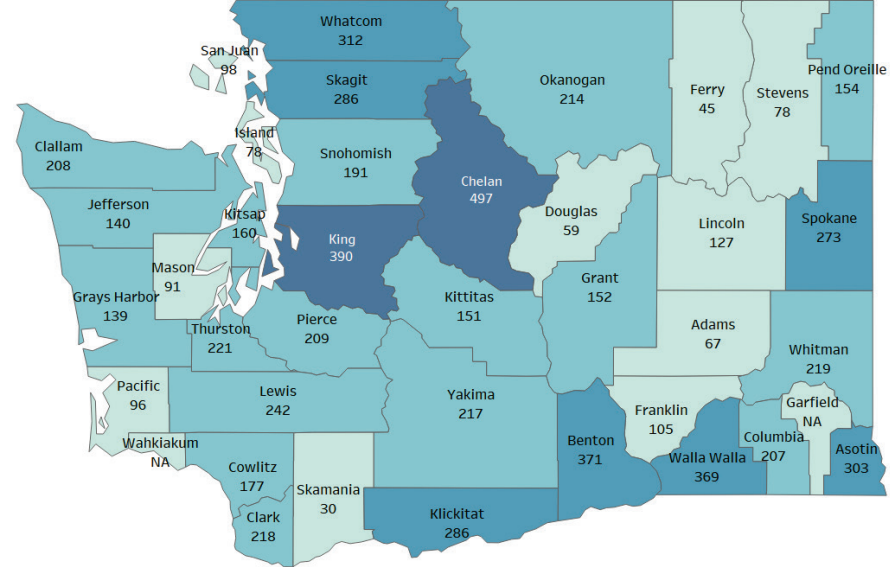 Whatcom
312
San Juan
98
Skagit
286
Okanogan
214
Ferry
45
Stevens
78
Pend Oreille
154
Island
78
Clallam
208
Snohomish
191
Chelan
497
Jefferson
140
Kitsap
160
King
390
Douglas
59
Lincoln
127
Spokane
273
Mason
91
Grays Harbor
139
Grant
152
Kittitas
151
Thurston
221
Pierce
209
Adams
67
Whitman
219
Pacific
96
Lewis
242
Yakima
217
Franklin
105
Garfield
NA
Wahkiakum
NA
Benton
371
Walla Walla
369
Columbia
207
Asotin
303
Cowlitz
177
Skamania
30
Clark
218
Klickitat
286